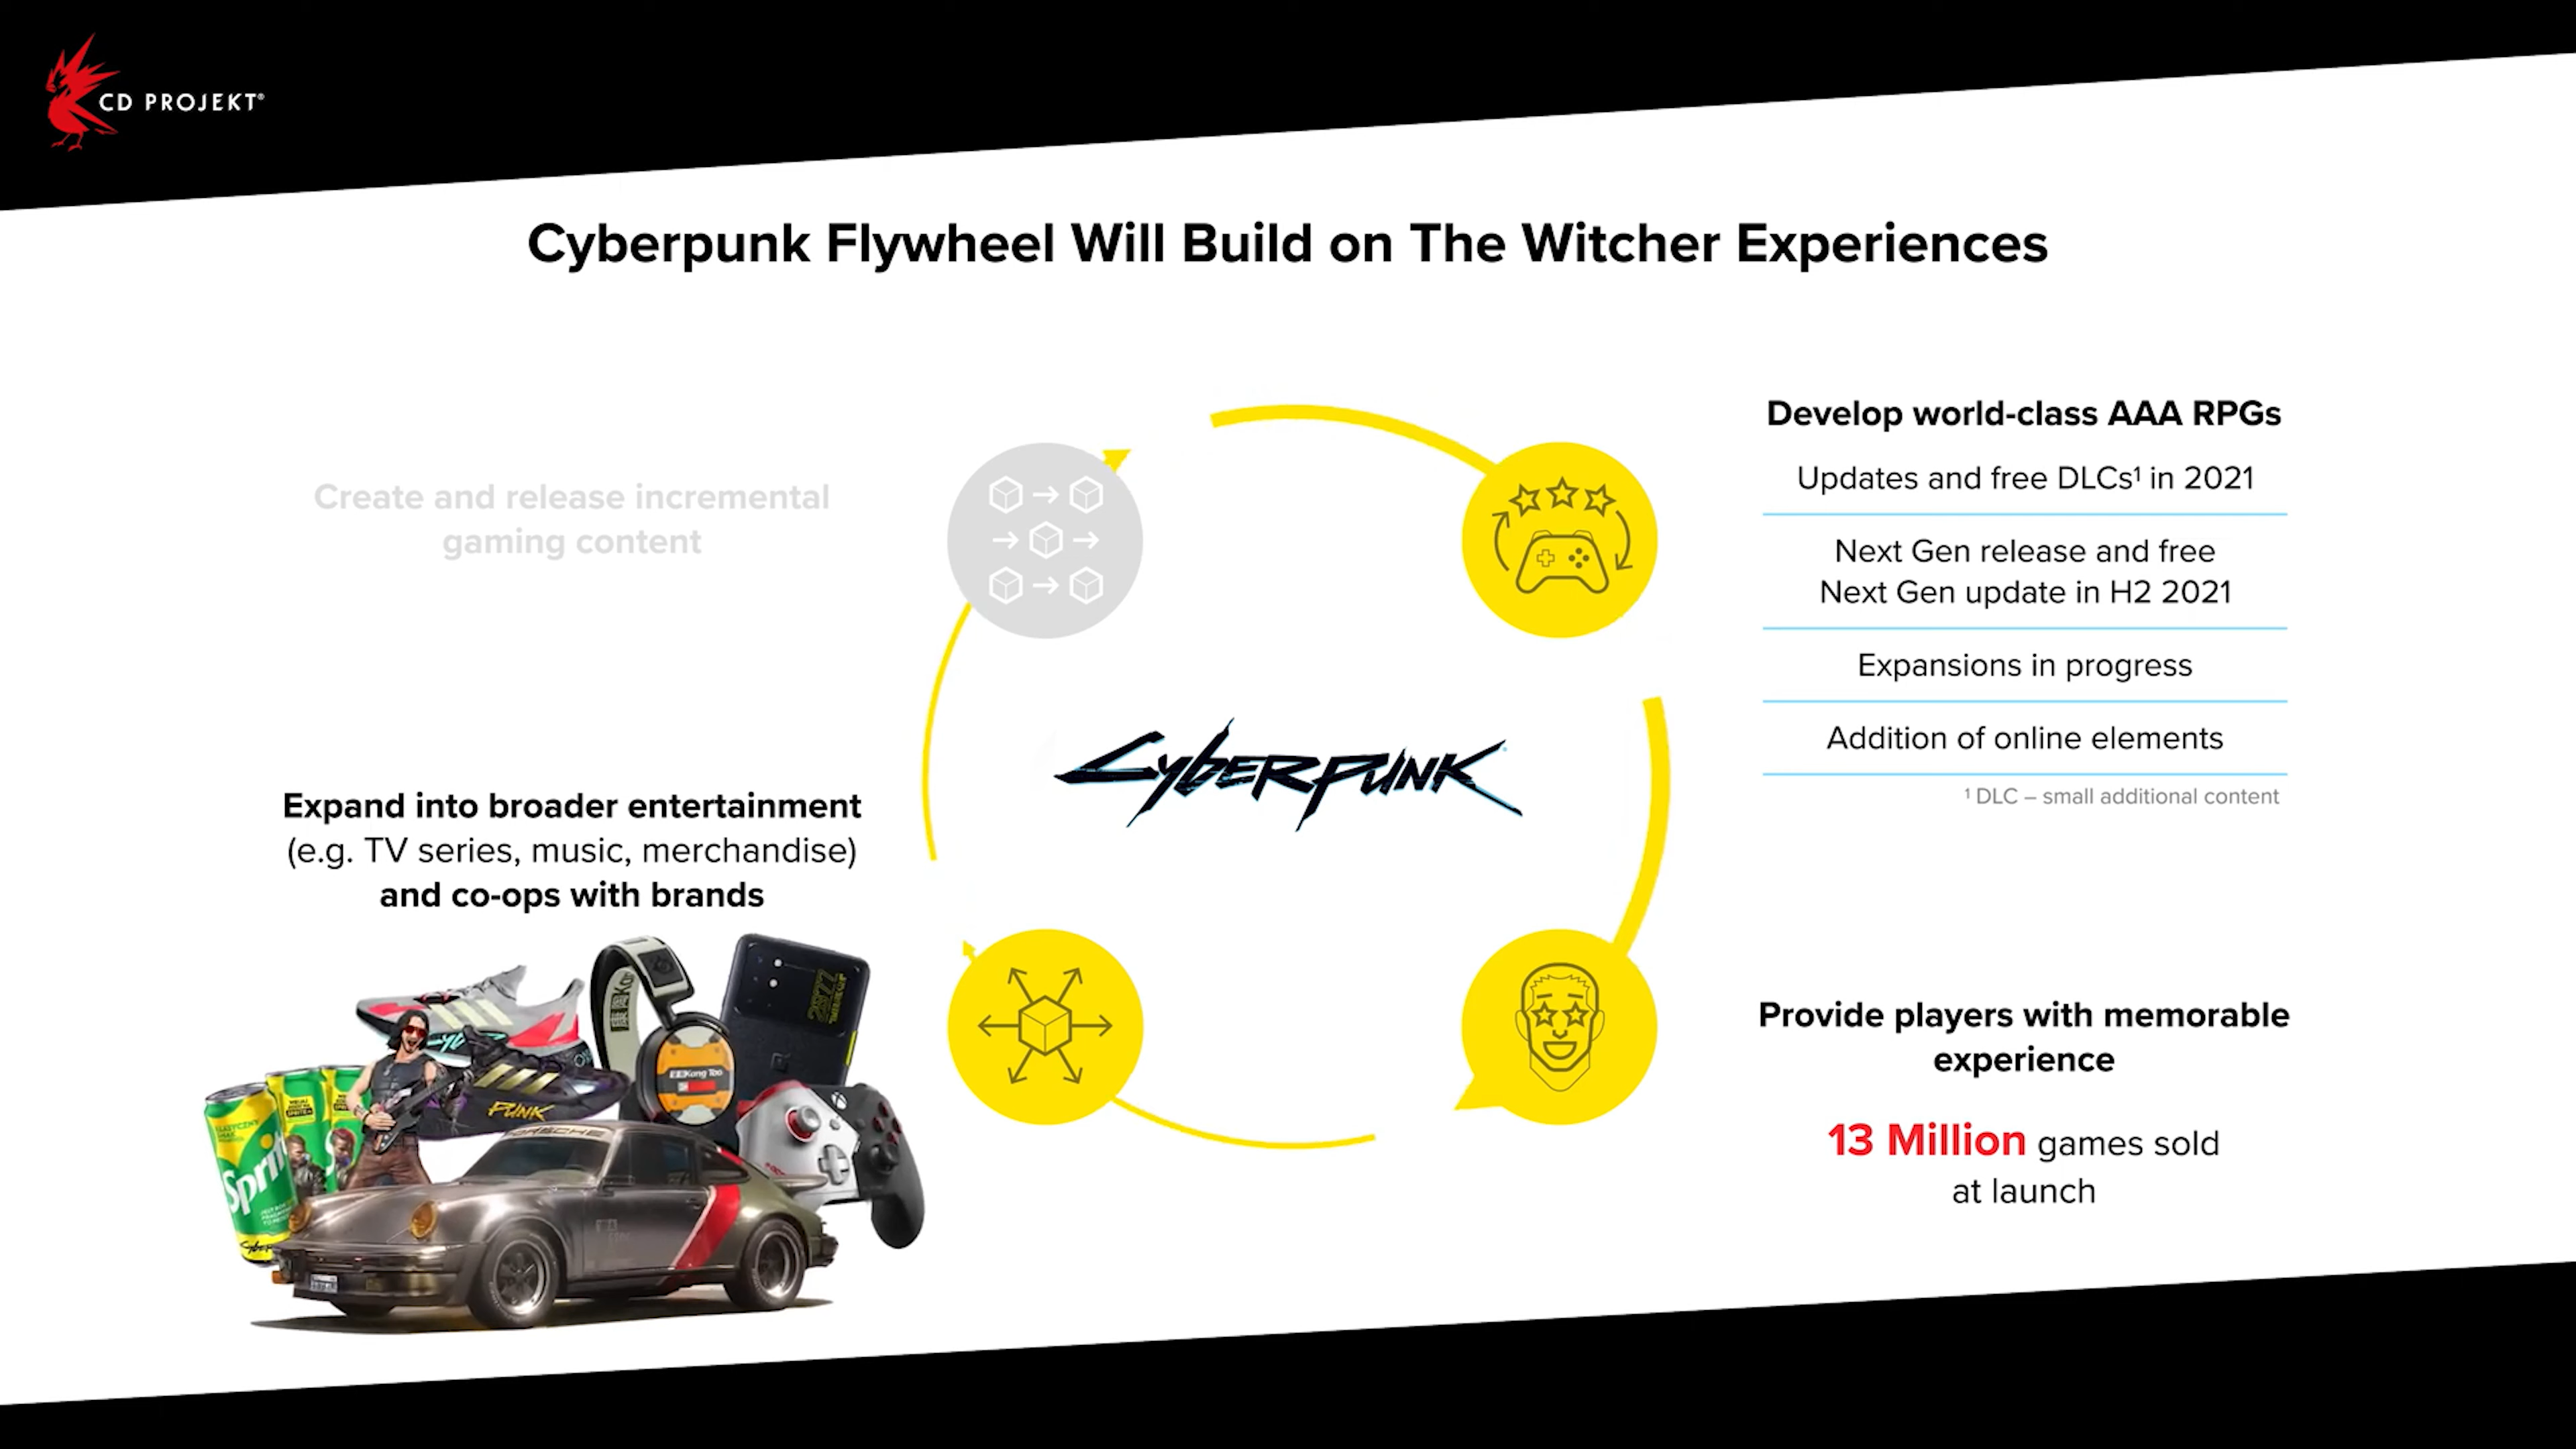 CD PROJEKT®
Cyberpunk Flywheel Will Build on The Witcher Experiences
Create and release incremental
gaming content
Develop world-class AAA RPGs
Updates and free DLCs¹ in 2021
Next Gen release and free
Next Gen update in H2 2021
Expansions in progress
Addition of online elements
¹ DLC – small additional content
CYBERPUNK
Expand into broader entertainment
(e.g. TV series, music, merchandise)
and co-ops with brands
Provide players with memorable
experience
13 Million games sold
at launch
PUNK
Kang Tao
PORSCHE
Sprit